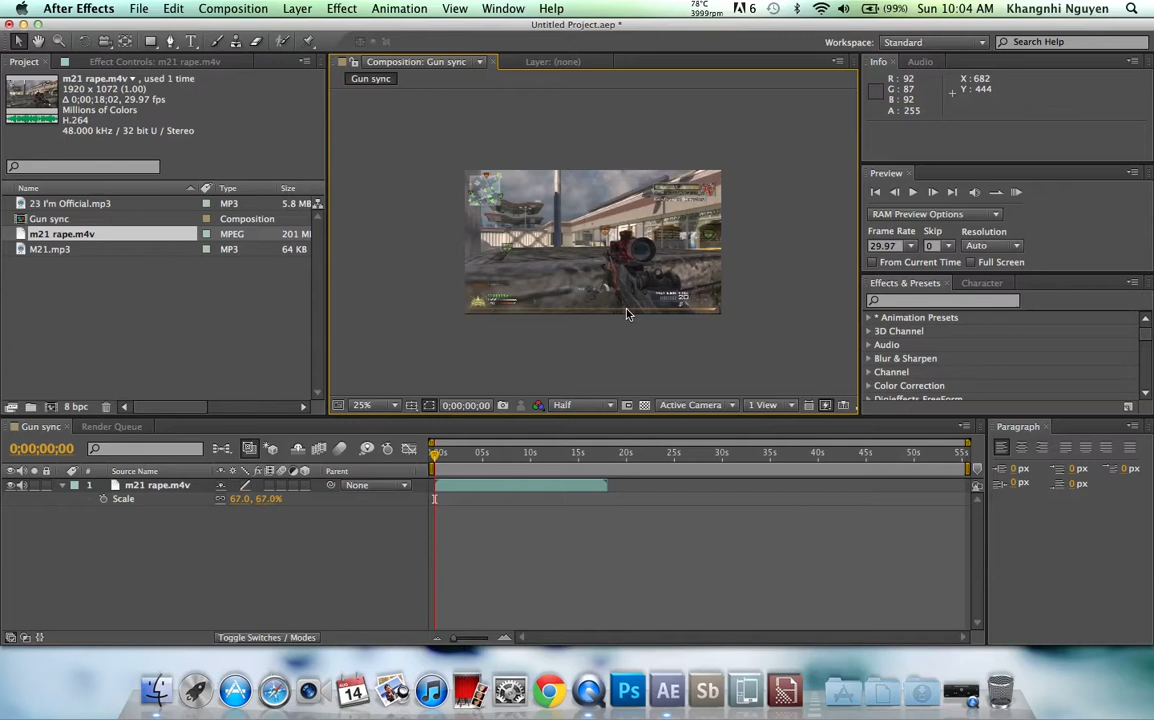 After Effects File Edit Composition Layer Effect Animation View Window Help 78°C 3999rpm 6 (99%) Sun 10:04 AM Khangnhi Nguyen
Untitled Project.aep *
Workspace: Standard Search Help
Project Effect Controls: m21 rape.m4v Composition: Gun sync Layer: (none) Info Audio
m21 rape.m4v ▾, used 1 time
1920 x 1072 (1.00)
Δ 0;00;18;02, 29.97 fps
Millions of Colors
H.264
48.000 kHz / 32 bit U / Stereo
Gun sync
R: 92 X: 682
G: 87 Y: 444
B: 92
A: 255
Preview
RAM Preview Options
Frame Rate Skip Resolution
29.97 0 Auto
From Current Time Full Screen
Name Type Size
23 I'm Official.mp3 MP3 5.8 M
Gun sync Composition
m21 rape.m4v MPEG 201 M
M21.mp3 MP3 64 KB
Effects & Presets Character
* Animation Presets
3D Channel
Audio
Blur & Sharpen
Channel
Color Correction
Digieffects FreeForm
8 bpc
25% 0;00;00;00 Half Active Camera 1 View
Gun sync Render Queue Paragraph
0;00;00;00
05s 10s 15s 20s 25s 30s 35s 40s 45s 50s 55s
# Source Name Parent
1 m21 rape.m4v None
Scale 67.0, 67.0%
0 px 0 px 0 px
0 px 0 px
Toggle Switches / Modes
14
Ps AE Sb